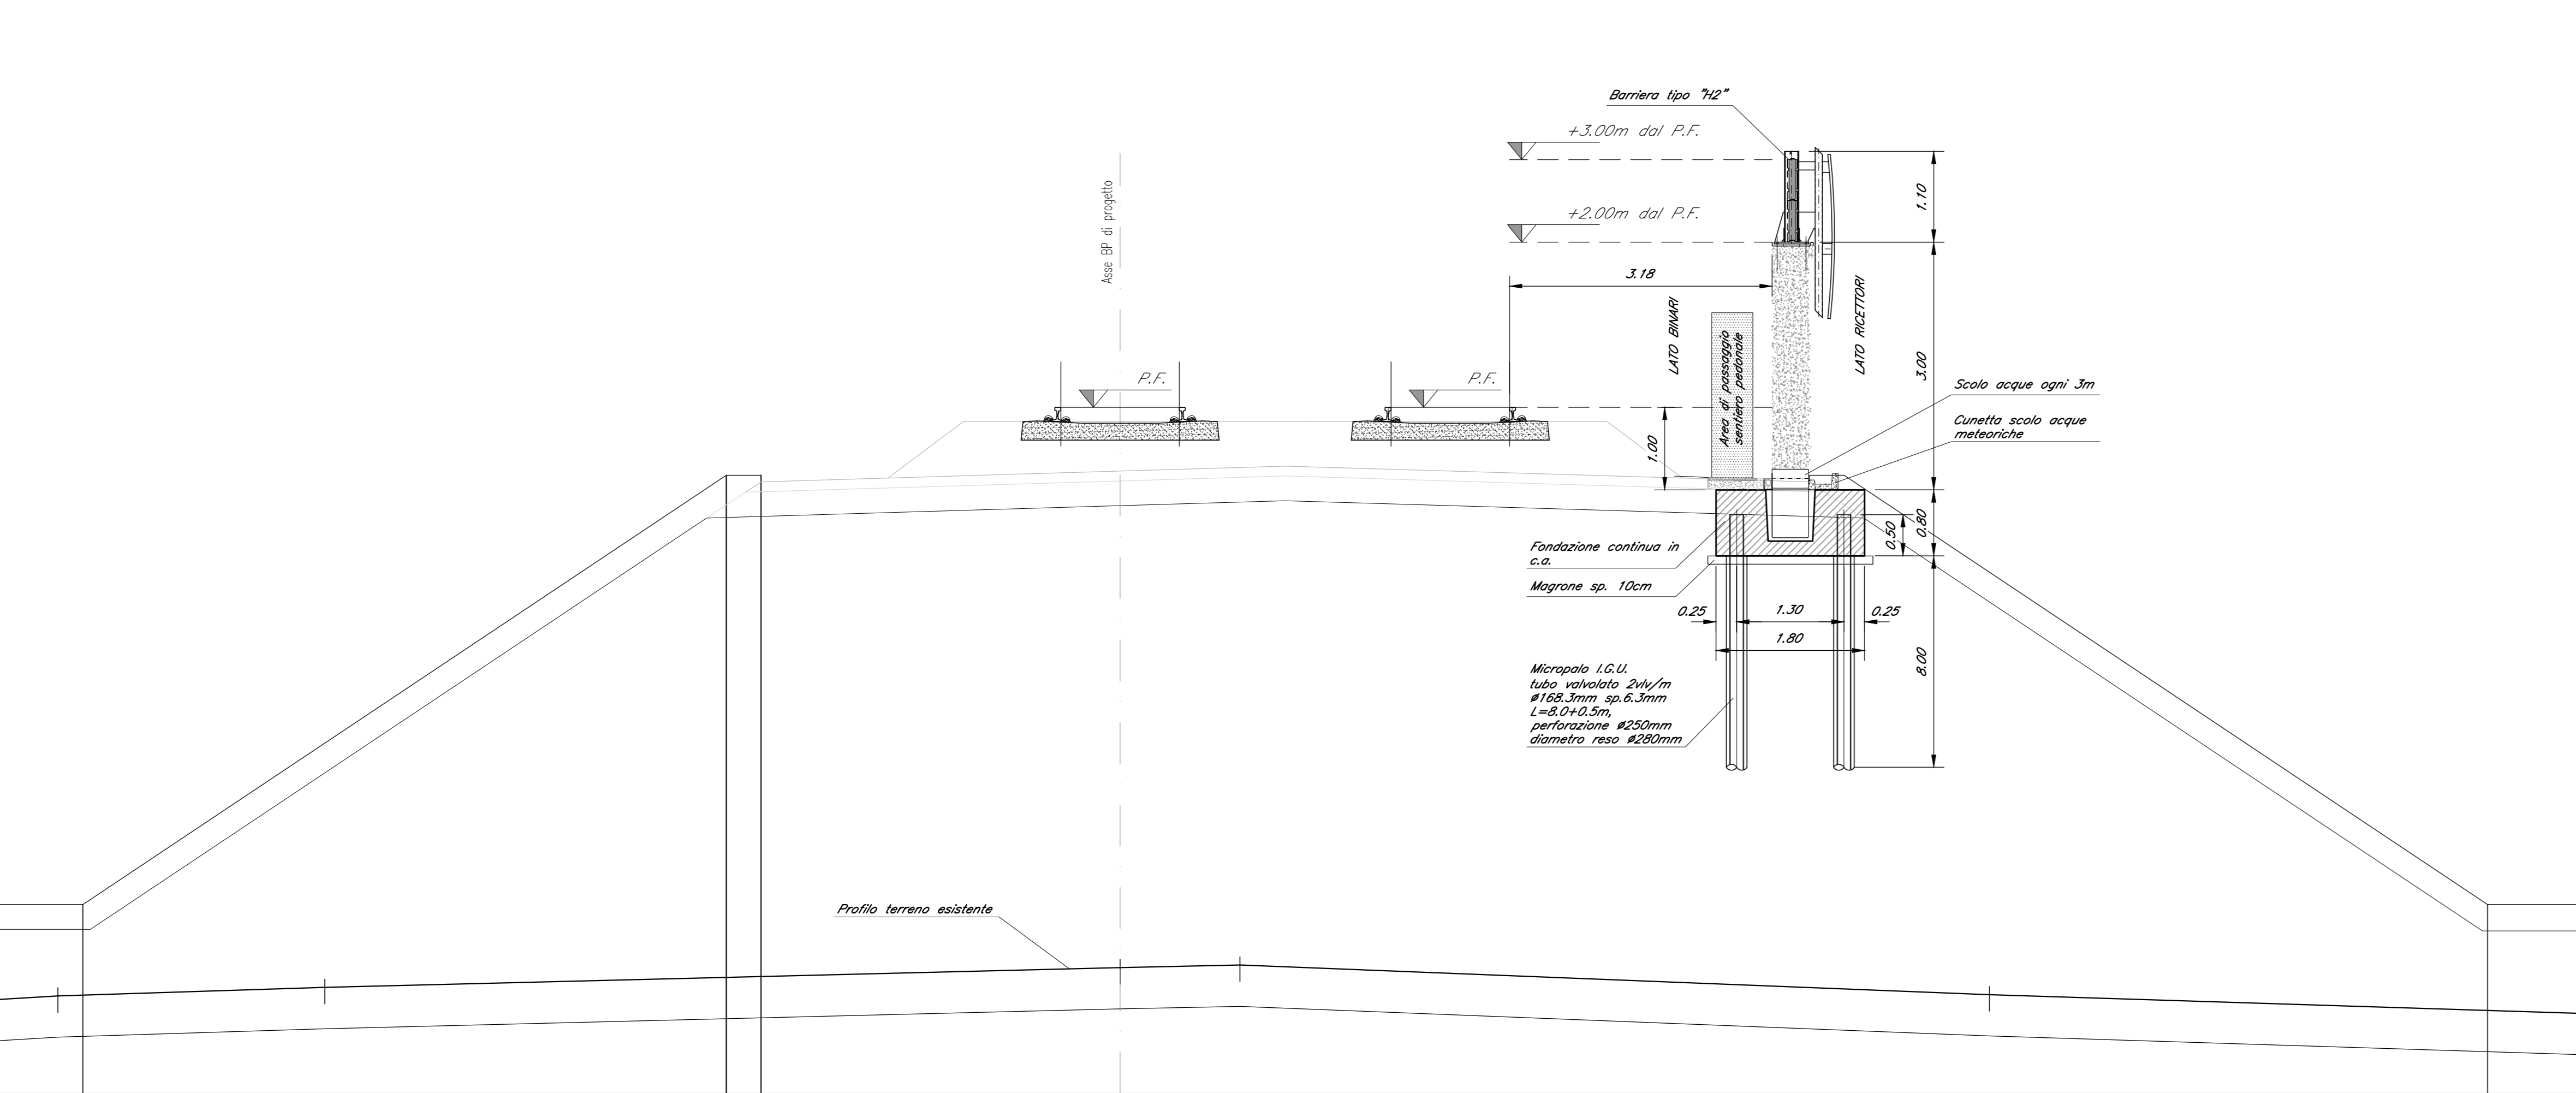 Barriera tipo "H2"
+3.00m dal P.F.
+2.00m dal P.F.
Asse BP di progetto
1.10
3.18
LATO BINARI
LATO RICETTORI
Area di passaggio
sentiero pedonale
3.00
P.F.
P.F.
1.00
Scolo acque ogni 3m
Cunetta scolo acque
meteoriche
0.80
0.50
Fondazione continua in
c.a.
Magrone sp. 10cm
0.25
1.30
0.25
1.80
8.00
Micropalo I.G.U.
tubo valvolato 2vlv/m
ø168.3mm sp.6.3mm
L=8.0+0.5m,
perforazione ø250mm
diametro reso ø280mm
Profilo terreno esistente